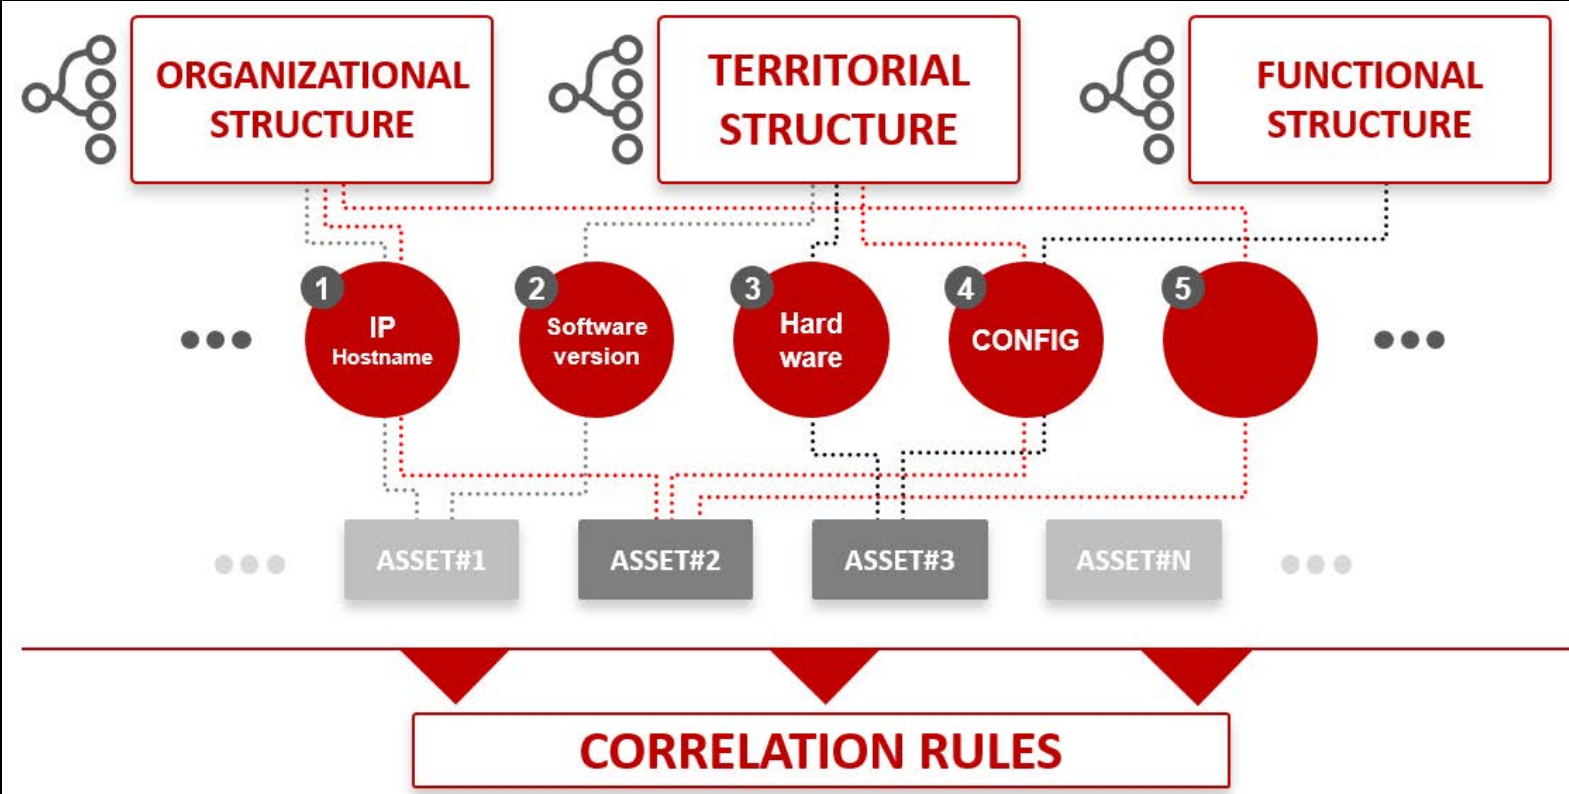 ORGANIZATIONAL
STRUCTURE
TERRITORIAL
STRUCTURE
FUNCTIONAL
STRUCTURE
1
IP
Hostname
2
Software
version
3
Hard
ware
4
CONFIG
5
ASSET#1
ASSET#2
ASSET#3
ASSET#N
CORRELATION RULES